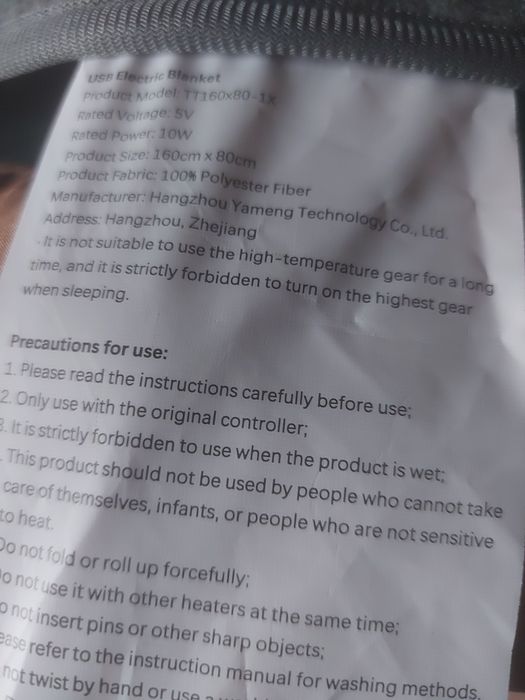 USB Electric Blanket
Product Model: TT160x80-1X
Rated Voltage: 5V
Rated Power: 10W
Product Size: 160cm x 80cm
Product Fabric: 100% Polyester Fiber
Manufacturer: Hangzhou Yameng Technology Co., Ltd.
Address: Hangzhou, Zhejiang
· It is not suitable to use the high-temperature gear for a long
time, and it is strictly forbidden to turn on the highest gear
when sleeping.
Precautions for use:
1. Please read the instructions carefully before use;
2. Only use with the original controller;
3. It is strictly forbidden to use when the product is wet;
. This product should not be used by people who cannot take
care of themselves, infants, or people who are not sensitive
to heat.
Do not fold or roll up forcefully;
o not use it with other heaters at the same time;
o not insert pins or other sharp objects;
ease refer to the instruction manual for washing methods.
not twist by hand or use a